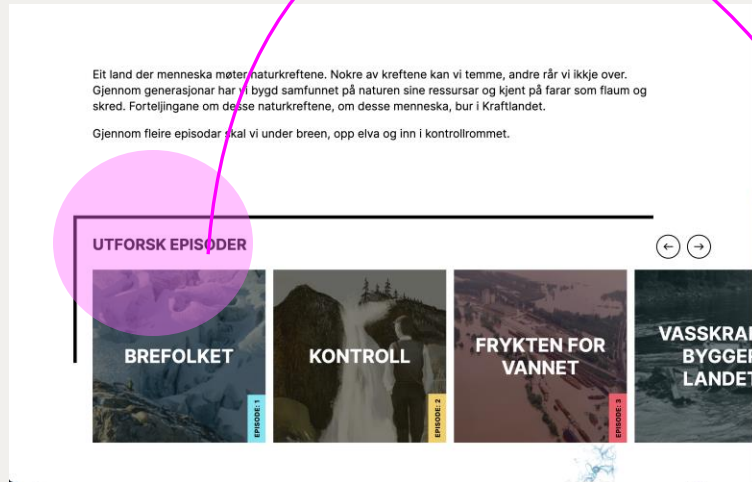 Eit land der menneska møter naturkreftene. Nokre av kreftene kan vi temme, andre rår vi ikkje over.
Gjennom generasjonar har vi bygd samfunnet på naturen sine ressursar og kjent på farar som flaum og
skred. Forteljingane om desse naturkreftene, om desse menneska, bur i Kraftlandet.
Gjennom fleire episodar skal vi under breen, opp elva og inn i kontrollrommet.
UTFORSK EPISODER
BREFOLKET
EPISODE: 1
KONTROLL
EPISODE: 2
FRYKTEN FOR
VANNET
EPISODE: 3
BYGGE
LANDET